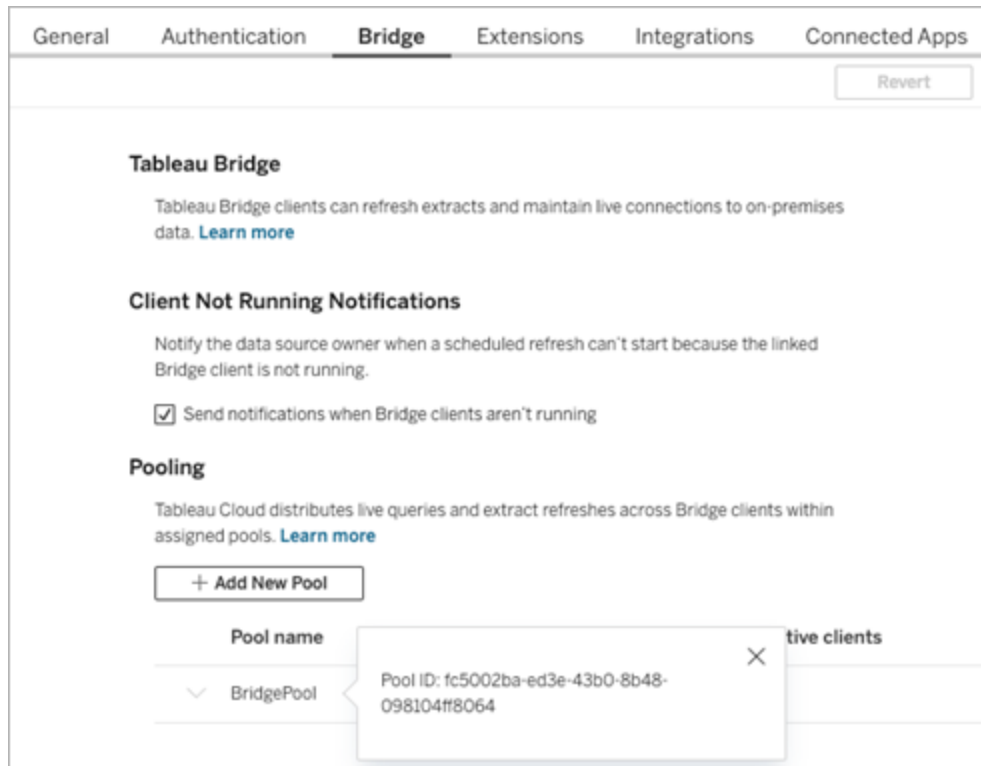 General Authentication Bridge Extensions Integrations Connected Apps
Revert
Tableau Bridge
Tableau Bridge clients can refresh extracts and maintain live connections to on-premises
data. Learn more
Client Not Running Notifications
Notify the data source owner when a scheduled refresh can't start because the linked
Bridge client is not running.
Send notifications when Bridge clients aren't running
Pooling
Tableau Cloud distributes live queries and extract refreshes across Bridge clients within
assigned pools. Learn more
+ Add New Pool
Pool name tive clients
BridgePool
Pool ID: fc5002ba-ed3e-43b0-8b48-
098104ff8064